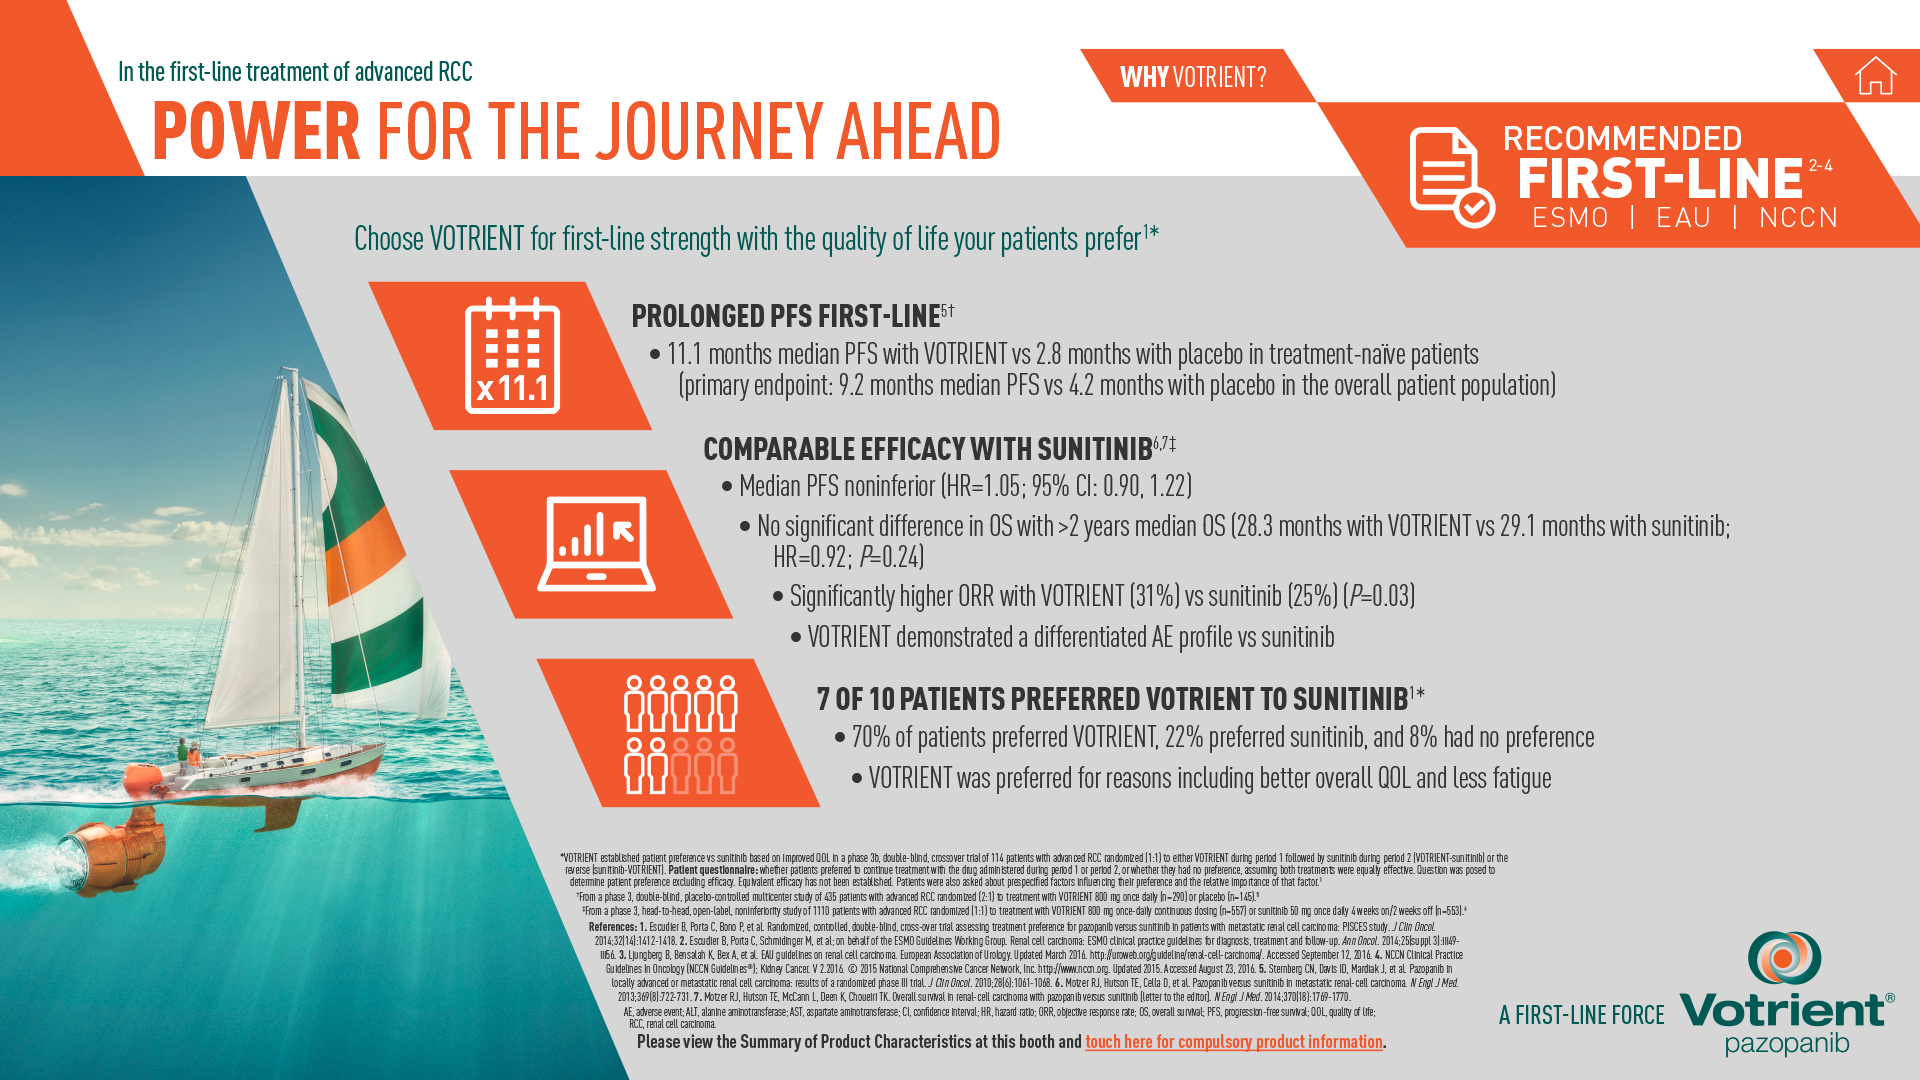 In the first-line treatment of advanced RCC
POWER FOR THE JOURNEY AHEAD
WHY VOTRIENT?
RECOMMENDED
FIRST-LINE 2-4
ESMO | EAU | NCCN
Choose VOTRIENT for first-line strength with the quality of life your patients prefer1*
x 11.1
PROLONGED PFS FIRST-LINE5†
• 11.1 months median PFS with VOTRIENT vs 2.8 months with placebo in treatment-naïve patients
(primary endpoint: 9.2 months median PFS vs 4.2 months with placebo in the overall patient population)
COMPARABLE EFFICACY WITH SUNITINIB6,7‡
• Median PFS noninferior (HR=1.05; 95% CI: 0.90, 1.22)
• No significant difference in OS with >2 years median OS (28.3 months with VOTRIENT vs 29.1 months with sunitinib;
HR=0.92; P=0.24)
• Significantly higher ORR with VOTRIENT (31%) vs sunitinib (25%) (P=0.03)
• VOTRIENT demonstrated a differentiated AE profile vs sunitinib
7 OF 10 PATIENTS PREFERRED VOTRIENT TO SUNITINIB1*
• 70% of patients preferred VOTRIENT, 22% preferred sunitinib, and 8% had no preference
• VOTRIENT was preferred for reasons including better overall QOL and less fatigue
*VOTRIENT established patient preference vs sunitinib based on improved QOL in a phase 3b, double-blind, crossover trial of 114 patients with advanced RCC randomized (1:1) to either VOTRIENT during period 1 followed by sunitinib during period 2 (VOTRIENT-sunitinib) or the
reverse (sunitinib-VOTRIENT). Patient questionnaire: whether patients preferred to continue treatment with the drug administered during period 1 or period 2, or whether they had no preference, assuming both treatments were equally effective. Question was posed to
determine patient preference excluding efficacy. Equivalent efficacy has not been established. Patients were also asked about prespecified factors influencing their preference and the relative importance of that factor.1
†From a phase 3, double-blind, placebo-controlled multicenter study of 435 patients with advanced RCC randomized (2:1) to treatment with VOTRIENT 800 mg once daily (n=290) or placebo (n=145).5
‡From a phase 3, head-to-head, open-label, noninferiority study of 1110 patients with advanced RCC randomized (1:1) to treatment with VOTRIENT 800 mg once-daily continuous dosing (n=557) or sunitinib 50 mg once daily 4 weeks on/2 weeks off (n=553).6
References: 1. Escudier B, Porta C, Bono P, et al. Randomized, controlled, double-blind, cross-over trial assessing treatment preference for pazopanib versus sunitinib in patients with metastatic renal cell carcinoma: PISCES study. J Clin Oncol.
2014;32(14):1412-1418. 2. Escudier B, Porta C, Schmidinger M, et al; on behalf of the ESMO Guidelines Working Group. Renal cell carcinoma: ESMO clinical practice guidelines for diagnosis, treatment and follow-up. Ann Oncol. 2014;25(suppl 3):iii49-
iii56. 3. Ljungberg B, Bensalah K, Bex A, et al. EAU guidelines on renal cell carcinoma. European Association of Urology. Updated March 2016. http://uroweb.org/guideline/renal-cell-carcinoma/. Accessed September 12, 2016. 4. NCCN Clinical Practice
Guidelines In Oncology (NCCN Guidelines®); Kidney Cancer. V 2.2016. © 2015 National Comprehensive Cancer Network, Inc. http://www.nccn.org. Updated 2015. Accessed August 23, 2016. 5. Sternberg CN, Davis ID, Mardiak J, et al. Pazopanib in
locally advanced or metastatic renal cell carcinoma: results of a randomized phase III trial. J Clin Oncol. 2010;28(6):1061-1068. 6. Motzer RJ, Hutson TE, Cella D, et al. Pazopanib versus sunitinib in metastatic renal-cell carcinoma. N Engl J Med.
2013;369(8):722-731. 7. Motzer RJ, Hutson TE, McCann L, Deen K, Choueiri TK. Overall survival in renal-cell carcinoma with pazopanib versus sunitinib [letter to the editor]. N Engl J Med. 2014;370(18):1769-1770.
AE, adverse event; ALT, alanine aminotransferase; AST, aspartate aminotransferase; CI, confidence interval; HR, hazard ratio; ORR, objective response rate; OS, overall survival; PFS, progression-free survival; QOL, quality of life;
RCC, renal cell carcinoma.
Please view the Summary of Product Characteristics at this booth and touch here for compulsory product information.
A FIRST-LINE FORCE
Votrient®
pazopanib